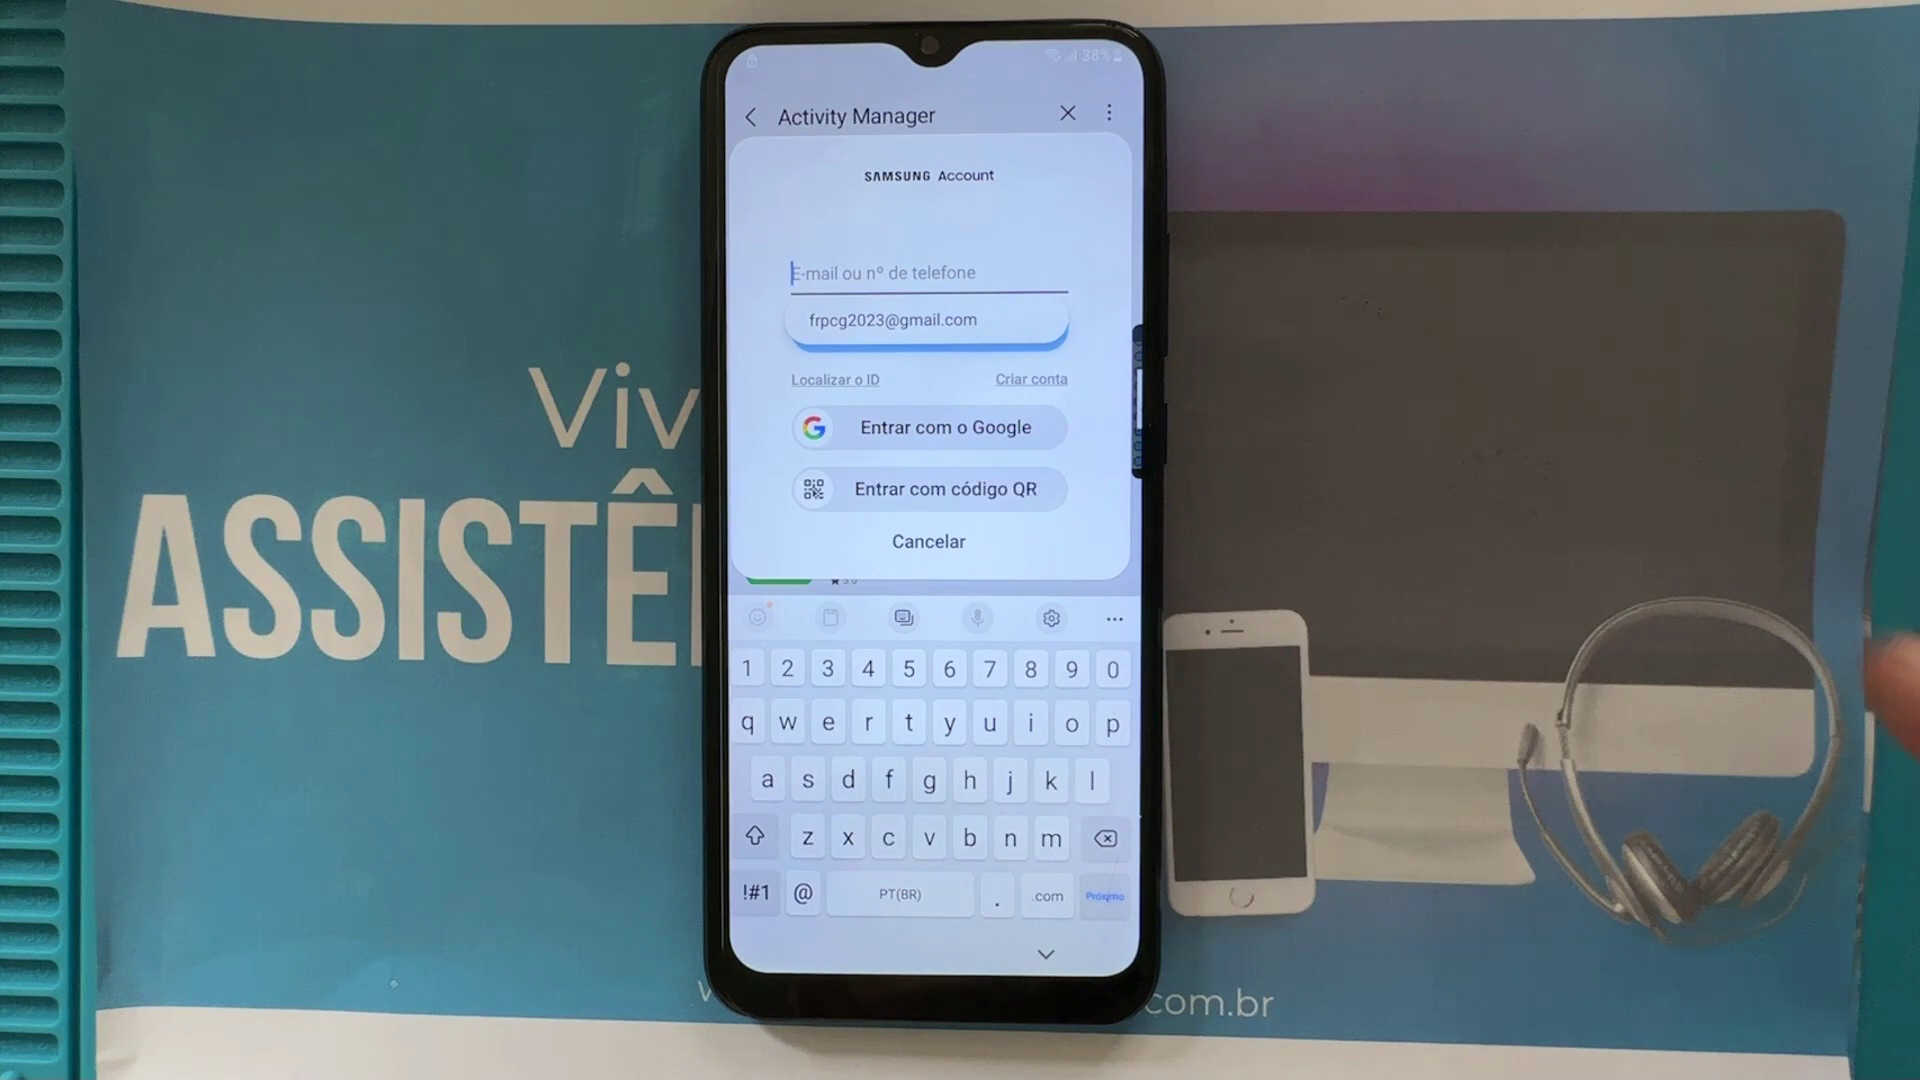 38%
Activity Manager
SAMSUNG Account
E-mail ou nº de telefone
frpcg2023@gmail.com
Localizar o ID
Criar conta
Entrar com o Google
Entrar com código QR
Cancelar
1 2 3 4 5 6 7 8 9 0
q w e r t y u i o p
a s d f g h j k l
z x c v b n m
!#1 @ PT(BR) . .com Próximo
Viv
ASSISTÊ
com.br